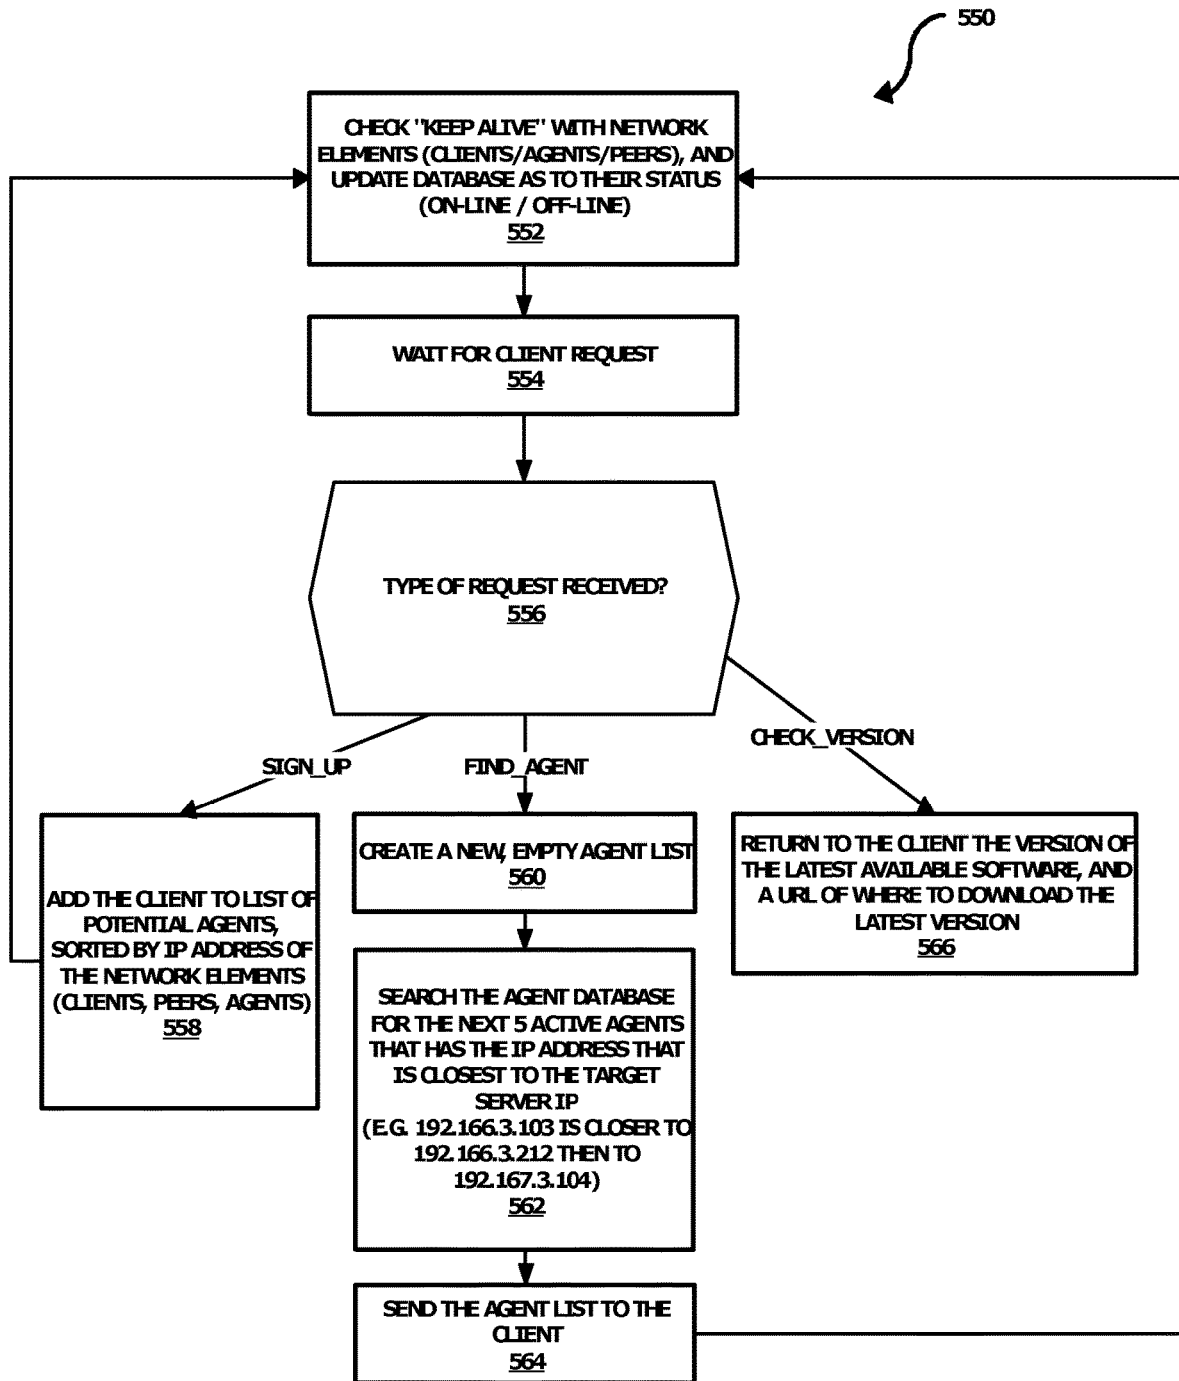 550
CHECK "KEEP ALIVE" WITH NETWORK
ELEMENTS (CLIENTS/AGENTS/PEERS), AND
UPDATE DATABASE AS TO THEIR STATUS
(ON-LINE / OFF-LINE)
552
WAIT FOR CLIENT REQUEST
554
TYPE OF REQUEST RECEIVED?
556
SIGN_UP
FIND_AGENT
CHECK_VERSION
ADD THE CLIENT TO LIST OF
POTENTIAL AGENTS,
SORTED BY IP ADDRESS OF
THE NETWORK ELEMENTS
(CLIENTS, PEERS, AGENTS)
558
CREATE A NEW, EMPTY AGENT LIST
560
SEARCH THE AGENT DATABASE
FOR THE NEXT 5 ACTIVE AGENTS
THAT HAS THE IP ADDRESS THAT
IS CLOSEST TO THE TARGET
SERVER IP
(E.G. 192.166.3.103 IS CLOSER TO
192.166.3.212 THEN TO
192.167.3.104)
562
SEND THE AGENT LIST TO THE
CLIENT
564
RETURN TO THE CLIENT THE VERSION OF
THE LATEST AVAILABLE SOFTWARE, AND
A URL OF WHERE TO DOWNLOAD THE
LATEST VERSION
566